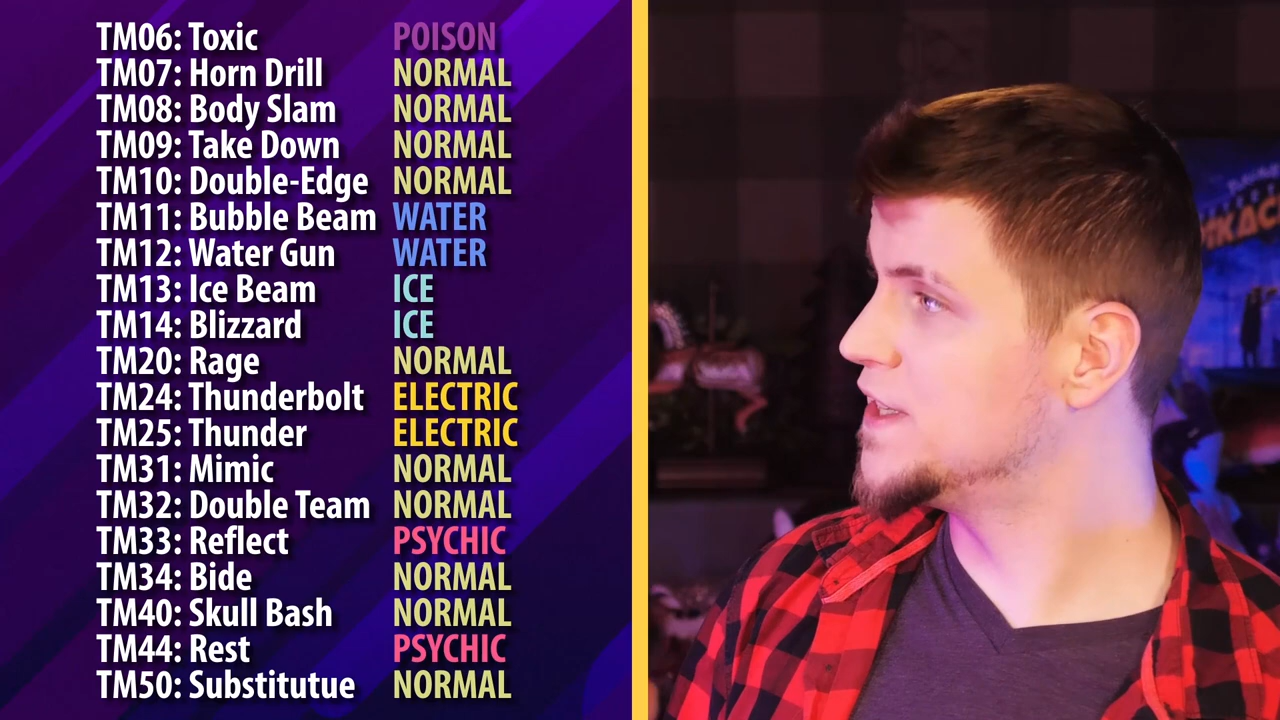 TM06: Toxic POISON
TM07: Horn Drill NORMAL
TM08: Body Slam NORMAL
TM09: Take Down NORMAL
TM10: Double-Edge NORMAL
TM11: Bubble Beam WATER
TM12: Water Gun WATER
TM13: Ice Beam ICE
TM14: Blizzard ICE
TM20: Rage NORMAL
TM24: Thunderbolt ELECTRIC
TM25: Thunder ELECTRIC
TM31: Mimic NORMAL
TM32: Double Team NORMAL
TM33: Reflect PSYCHIC
TM34: Bide NORMAL
TM40: Skull Bash NORMAL
TM44: Rest PSYCHIC
TM50: Substitutue NORMAL